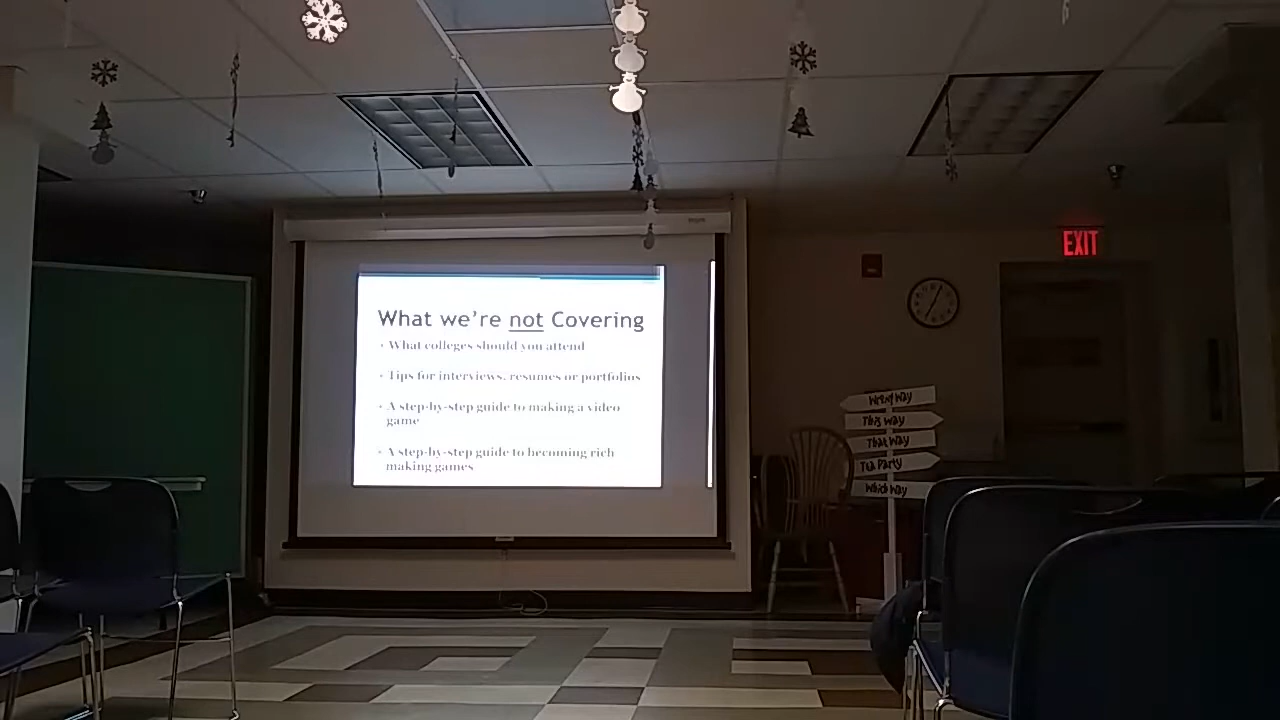 What we're not Covering
• What colleges should you attend
• Tips for interviews, resumes or portfolios
• A step-by-step guide to making a video
game
• A step-by-step guide to becoming rich
making games
EXIT
This Way
That Way
Tea Party
Which Way